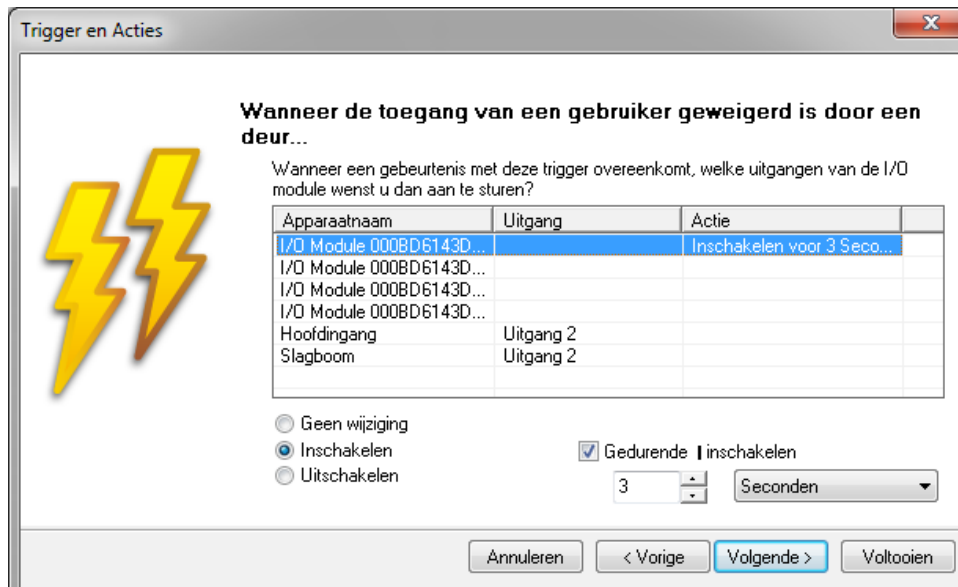 Trigger en Acties
Wanneer de toegang van een gebruiker geweigerd is door een
deur...
Wanneer een gebeurtenis met deze trigger overeenkomt, welke uitgangen van de I/O
module wenst u dan aan te sturen?
Apparaatnaam Uitgang Actie
I/O Module 000BD6143D... Inschakelen voor 3 Seco...
I/O Module 000BD6143D...
I/O Module 000BD6143D...
I/O Module 000BD6143D...
Hoofdingang Uitgang 2
Slagboom Uitgang 2
Geen wijziging
Inschakelen
Uitschakelen
Gedurende inschakelen
3 Seconden
Annuleren < Vorige Volgende > Voltooien